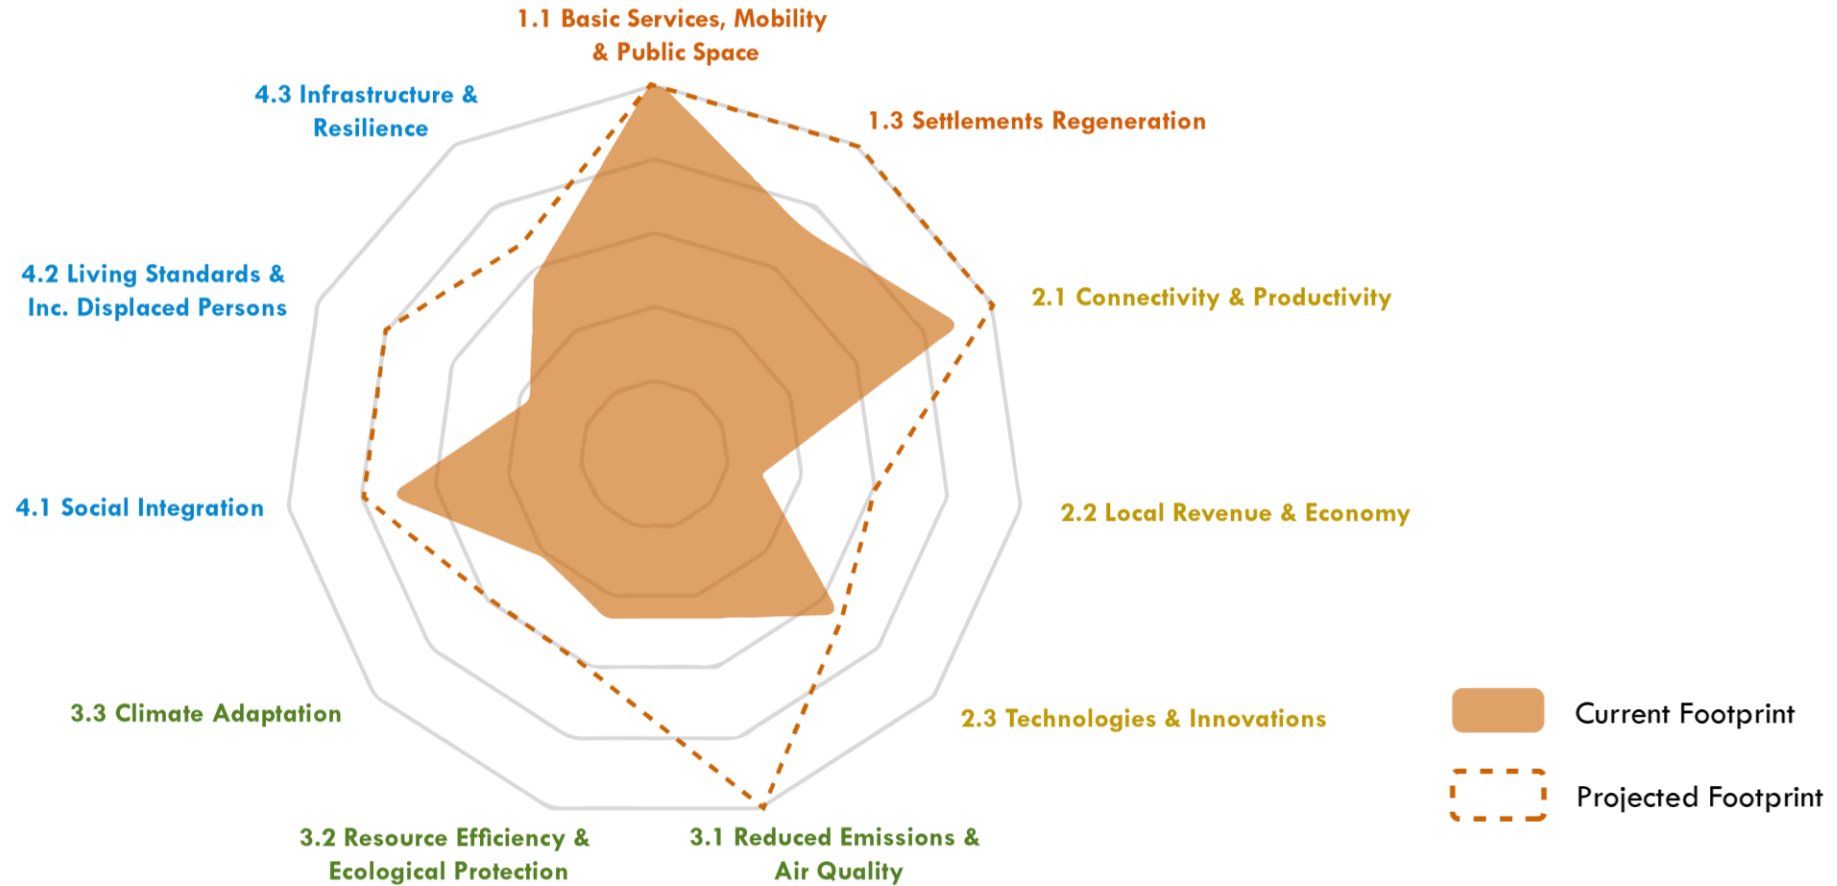 1.1 Basic Services, Mobility
& Public Space
4.3 Infrastructure &
Resilience
1.3 Settlements Regeneration
4.2 Living Standards &
Inc. Displaced Persons
2.1 Connectivity & Productivity
4.1 Social Integration
2.2 Local Revenue & Economy
3.3 Climate Adaptation
2.3 Technologies & Innovations
Current Footprint
Projected Footprint
3.2 Resource Efficiency &
Ecological Protection
3.1 Reduced Emissions &
Air Quality